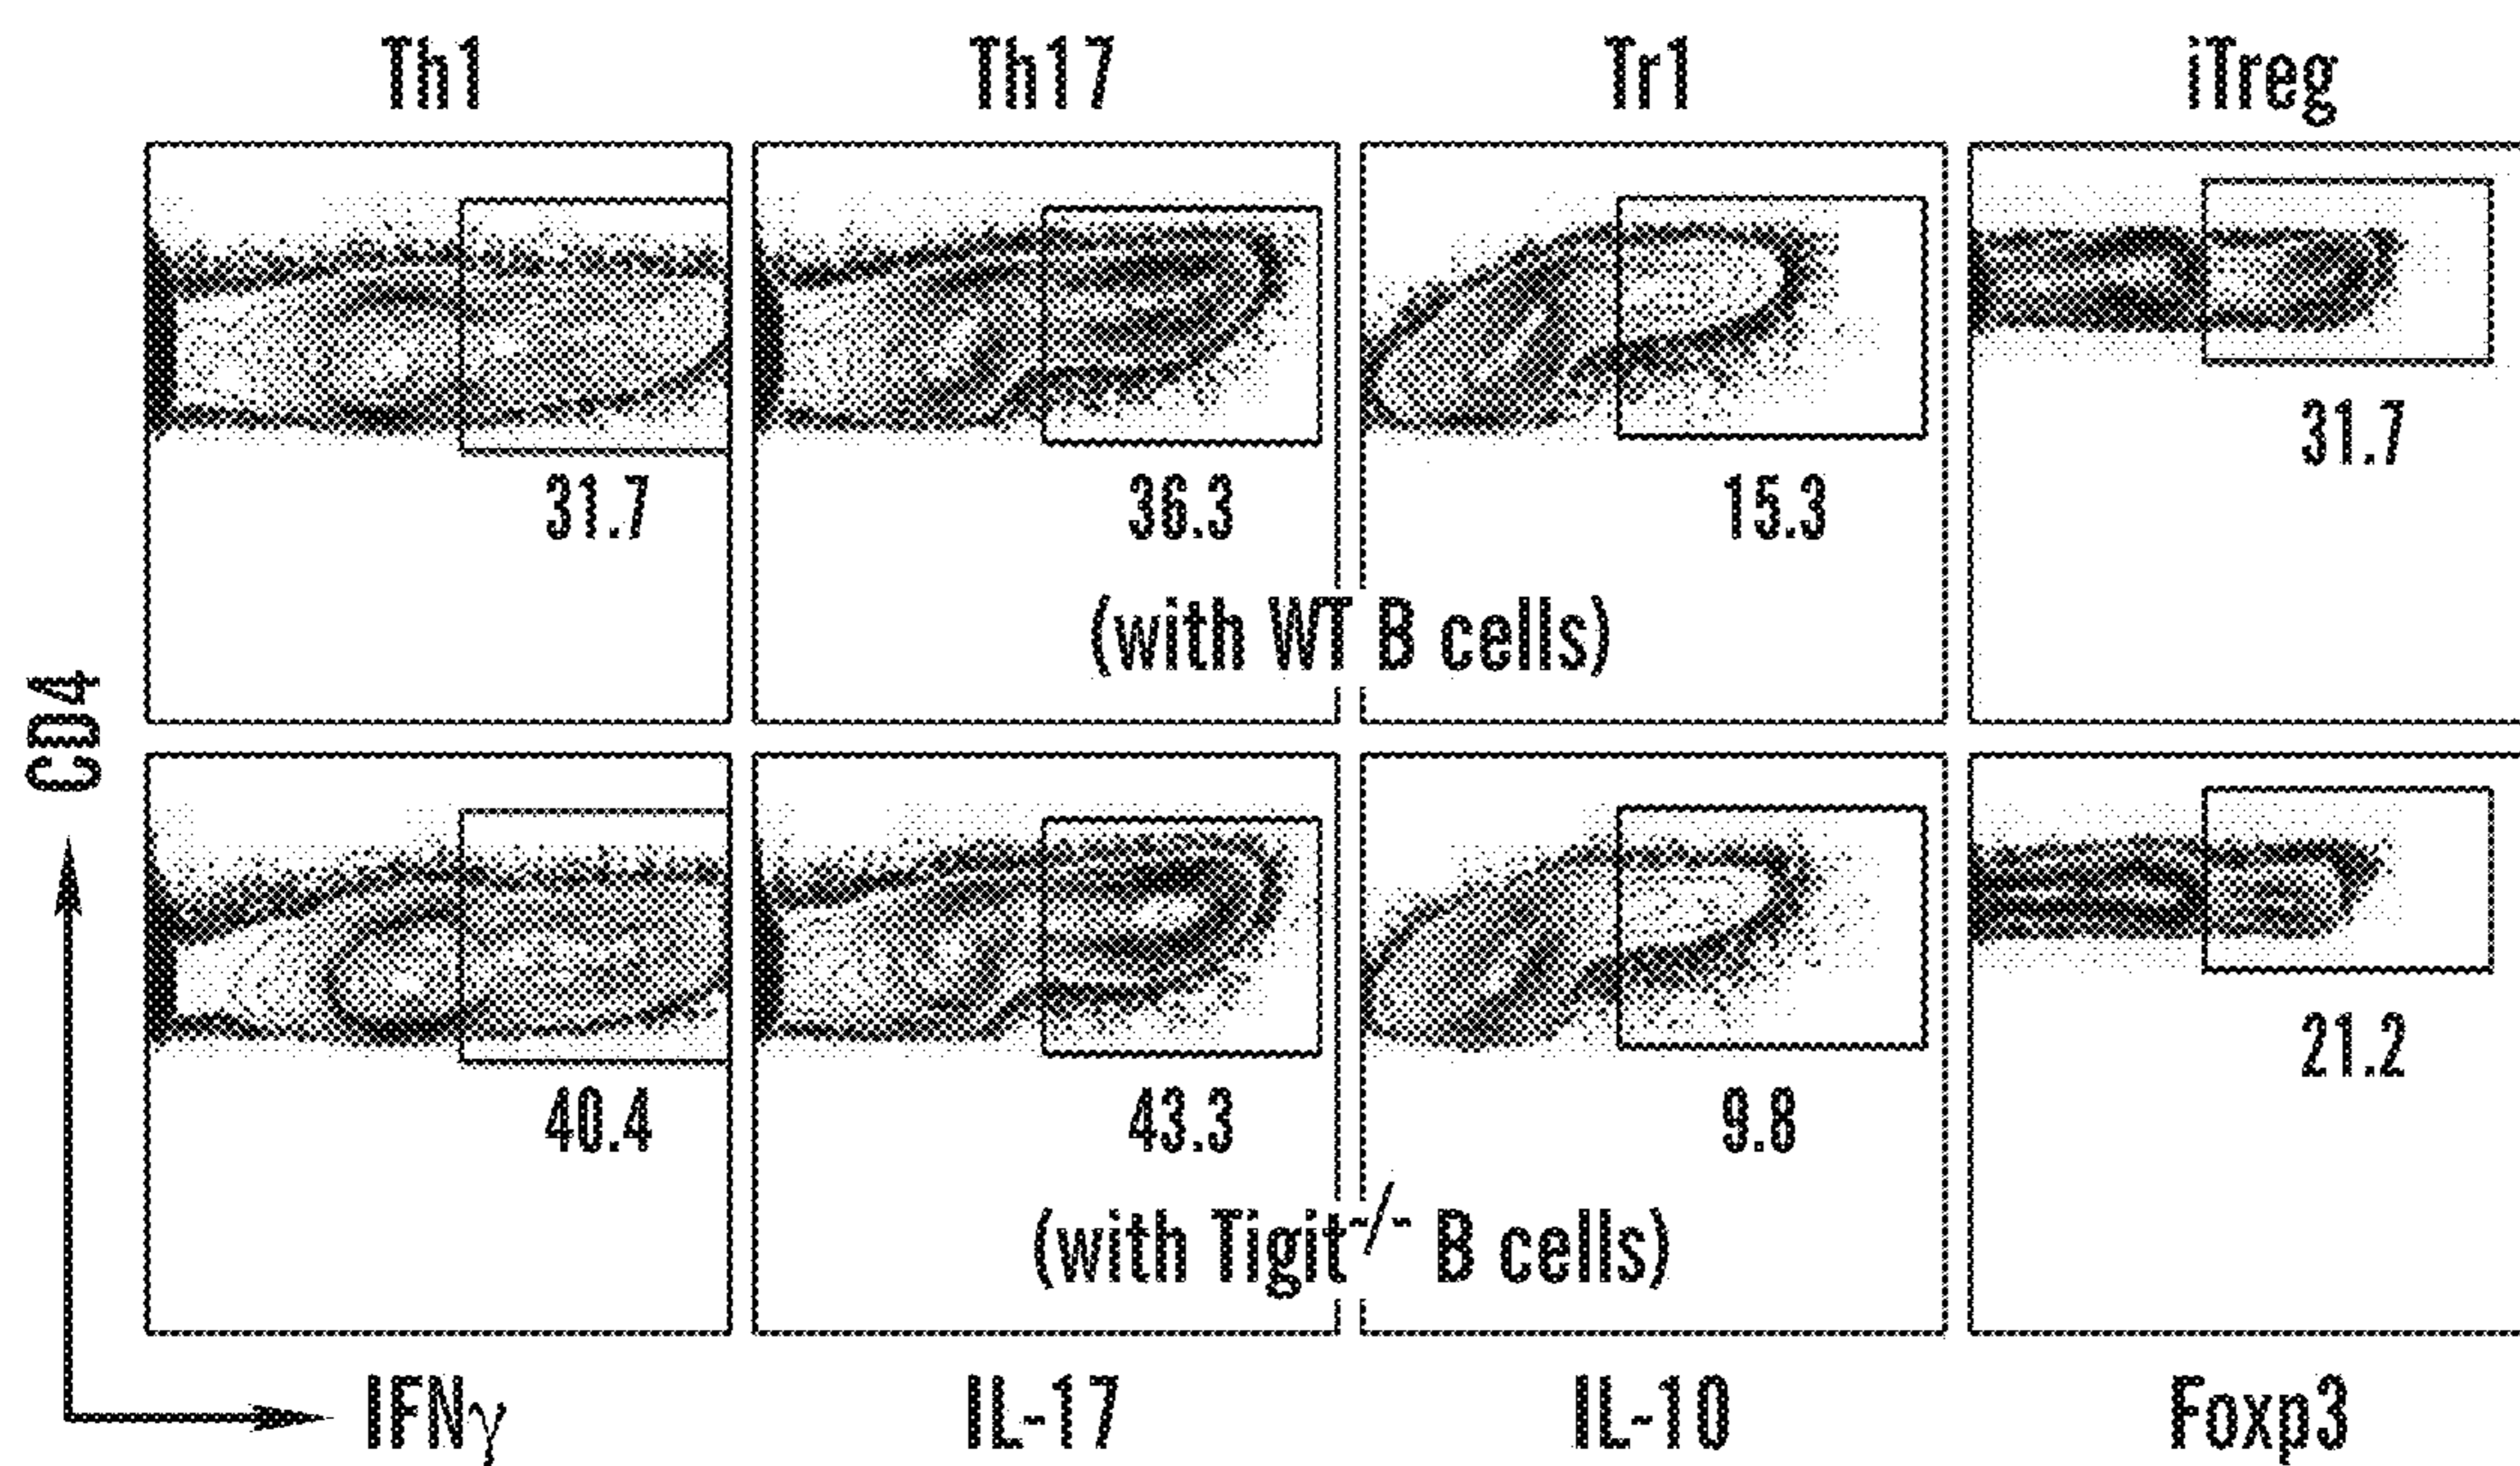 Th1 Th17 Tr1 iTreg
31.7 36.3 15.3 31.7
(with WT B cells)
CD4
40.4 43.3 9.8 21.2
(with Tigit-/- B cells)
IFNγ IL-17 IL-10 Foxp3